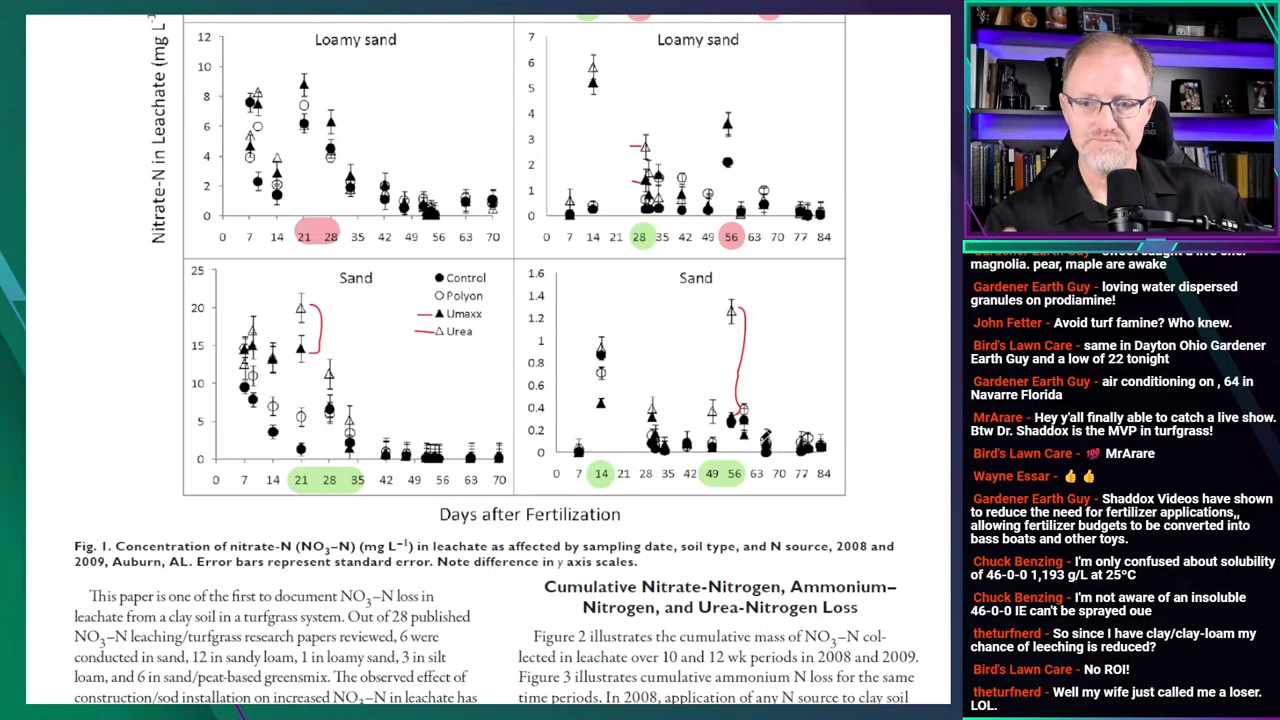 Nitrate-N in Leachate (mg L
Loamy sand
12
10
8
6
4
2
0
0 7 14 21 28 35 42 49 56 63 70
Loamy sand
7
6
5
4
3
2
1
0
0 7 14 21 28 35 42 49 56 63 77 84
Sand
25
20
15
10
5
0
0 7 14 21 28 35 42 49 56 63 70
Control
Polyon
Umaxx
Urea
Sand
1.6
1.4
1.2
1
0.8
0.6
0.4
0.2
0
0 7 14 21 28 35 42 49 56 63 70 77 84
Days after Fertilization
Fig. 1. Concentration of nitrate-N (NO3–N) (mg L–1) in leachate as affected by sampling date, soil type, and N source, 2008 and
2009, Auburn, AL. Error bars represent standard error. Note difference in y axis scales.
This paper is one of the first to document NO3–N loss in
leachate from a clay soil in a turfgrass system. Out of 28 published
NO3–N leaching/turfgrass research papers reviewed, 6 were
conducted in sand, 12 in sandy loam, 1 in loamy sand, 3 in silt
loam, and 6 in sand/peat-based greensmix. The observed effect of
construction/sod installation on increased NO3–N in leachate has
Cumulative Nitrate-Nitrogen, Ammonium–
Nitrogen, and Urea-Nitrogen Loss
Figure 2 illustrates the cumulative mass of NO3–N col-
lected in leachate over 10 and 12 wk periods in 2008 and 2009.
Figure 3 illustrates cumulative ammonium N loss for the same
time periods. In 2008, application of any N source to clay soil
magnolia. pear, maple are awake
Gardener Earth Guy - loving water dispersed
granules on prodiamine!
John Fetter - Avoid turf famine? Who knew.
Bird's Lawn Care - same in Dayton Ohio Gardener
Earth Guy and a low of 22 tonight
Gardener Earth Guy - air conditioning on , 64 in
Navarre Florida
MrArare - Hey y'all finally able to catch a live show.
Btw Dr. Shaddox is the MVP in turfgrass!
Bird's Lawn Care - 💯 MrArare
Wayne Essar - 👍 👍
Gardener Earth Guy - Shaddox Videos have shown
to reduce the need for fertilizer applications,,
allowing fertilizer budgets to be converted into
bass boats and other toys.
Chuck Benzing - I'm only confused about solubility
of 46-0-0 1,193 g/L at 25°C
Chuck Benzing - I'm not aware of an insoluble
46-0-0 IE can't be sprayed oue
theturfnerd - So since I have clay/clay-loam my
chance of leeching is reduced?
Bird's Lawn Care - No ROI!
theturfnerd - Well my wife just called me a loser.
LOL.